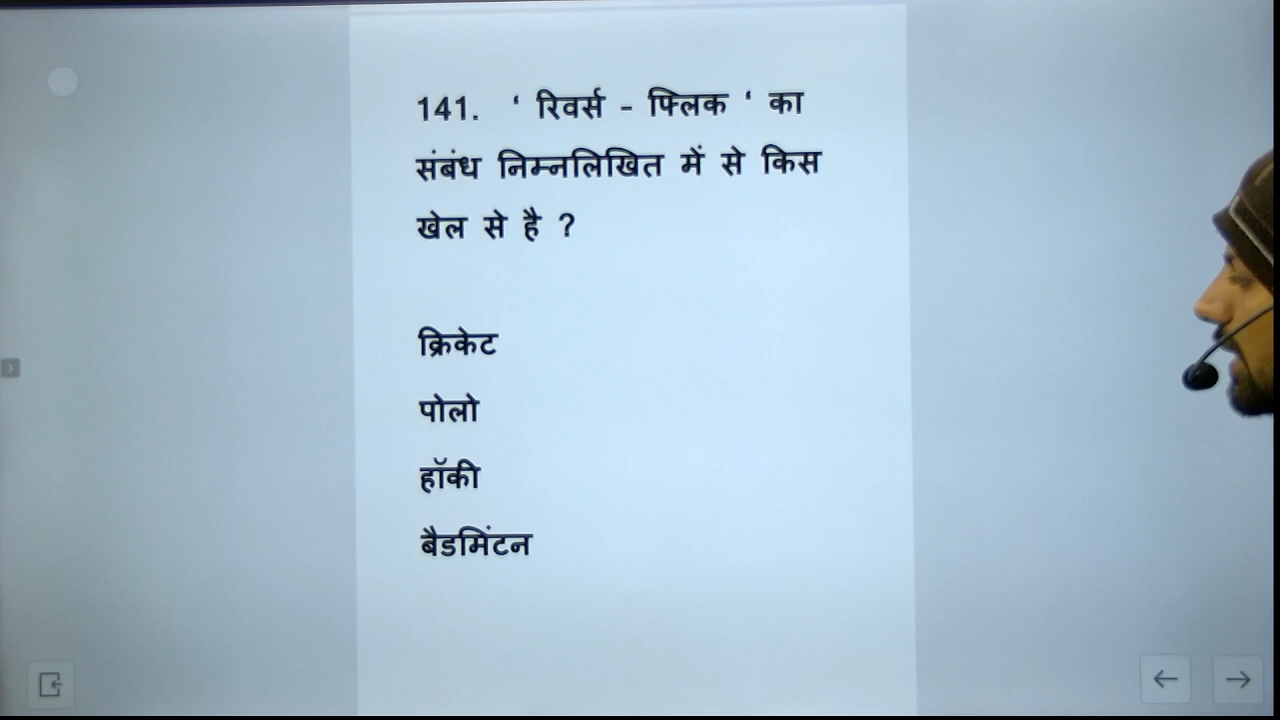 141. ‘ रिवर्स - फ्लिक ‘ का
संबंध निम्नलिखित में से किस
खेल से है ?
क्रिकेट
पोलो
हॉकी
बैडमिंटन